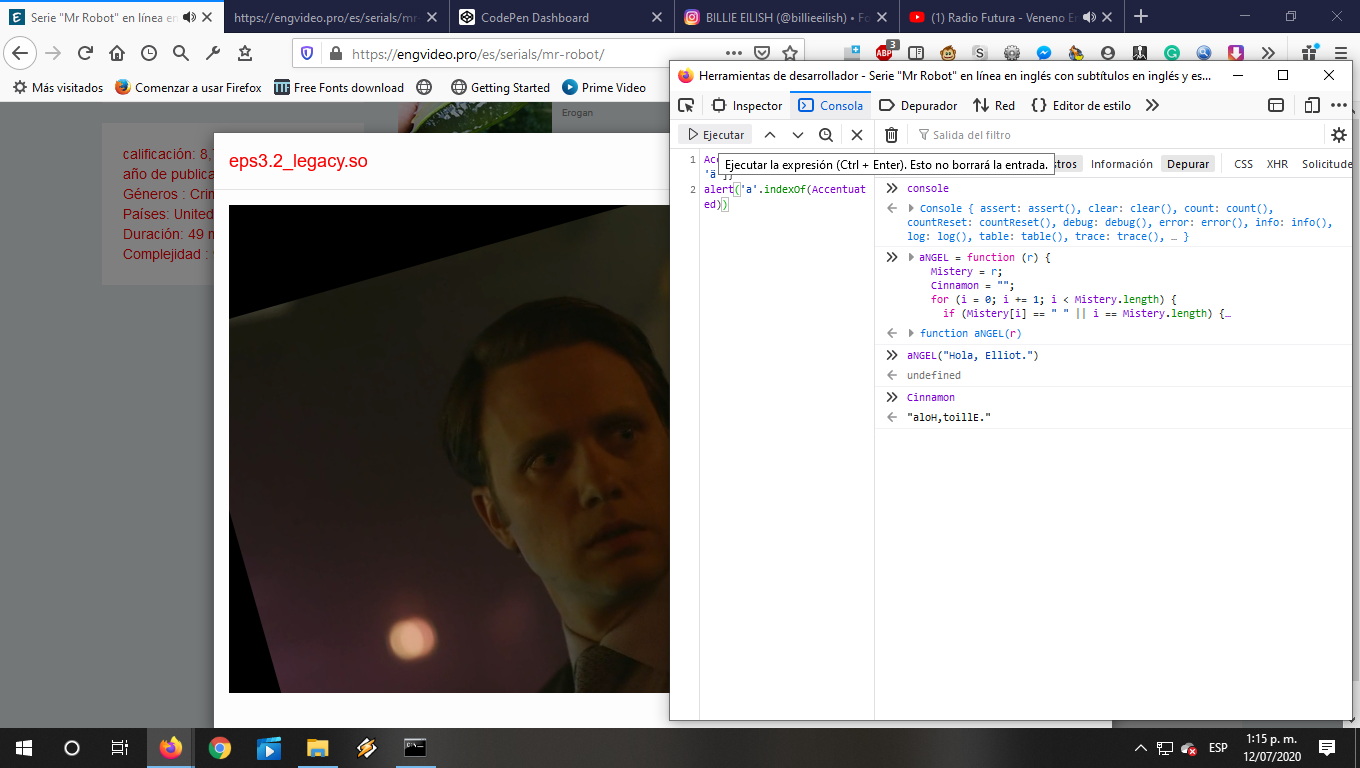 Serie "Mr Robot" en línea en
https://engvideo.pro/es/serials/mr
CodePen Dashboard
BILLIE EILISH (@billieeilish) • Fo
(1) Radio Futura - Veneno En
https://engvideo.pro/es/serials/mr-robot/
ABP
3
Más visitados
Comenzar a usar Firefox
Free Fonts download
Getting Started
Prime Video
Erogan
calificación: 8,
año de publica
Géneros : Crim
Países: United
Duración: 49 m
Complejidad :
eps3.2_legacy.so
Herramientas de desarrollador - Serie "Mr Robot" en línea en inglés con subtítulos en inglés y es...
Inspector
Consola
Depurador
Red
Editor de estilo
Ejecutar
Salida del filtro
Ejecutar la expresión (Ctrl + Enter). Esto no borrará la entrada.
stros
Información
Depurar
CSS
XHR
Solicitude
1
Acc
'ä']]
2
alert('a'.indexOf(Accentuat
ed))
console
Console { assert: assert(), clear: clear(), count: count(),
countReset: countReset(), debug: debug(), error: error(), info: info(),
log: log(), table: table(), trace: trace(), … }
aNGEL = function (r) {
Mistery = r;
Cinnamon = "";
for (i = 0; i += 1; i < Mistery.length) {
if (Mistery[i] == " " || i == Mistery.length) {…
function aNGEL(r)
aNGEL("Hola, Elliot.")
undefined
Cinnamon
"aloH,toillE."
ESP
1:15 p. m.
12/07/2020